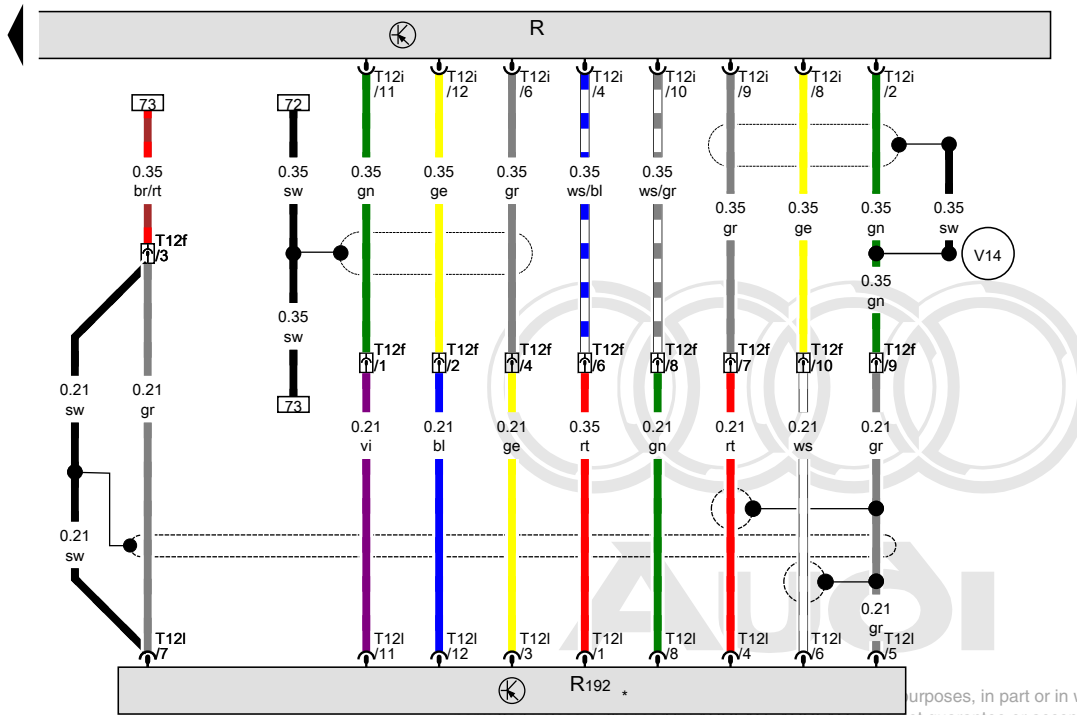 R
T12i T12i T12i T12i T12i T12i T12i T12i
/11 /12 /6 /4 /10 /9 /8 /2
73 72
0.35 0.35 0.35 0.35 0.35 0.35 0.35
br/rt sw gn ge gr ws/bl ws/gr
0.35 0.35 0.35 0.35
gr ge gn sw
T12f
/3
V14
0.35
gn
0.35
sw
T12f T12f T12f T12f T12f T12f T12f T12f
/1 /2 /4 /6 /8 /7 /10 /9
0.21 0.21
sw gr
73
0.21 0.21 0.21 0.35 0.21 0.21 0.21 0.21
vi bl ge rt gn rt ws gr
0.21
sw
Audi
0.21
gr
T12l T12l T12l T12l T12l T12l T12l T12l T12l
/7 /11 /12 /3 /1 /8 /4 /6 /5
R192 *
urposes, in part or in w